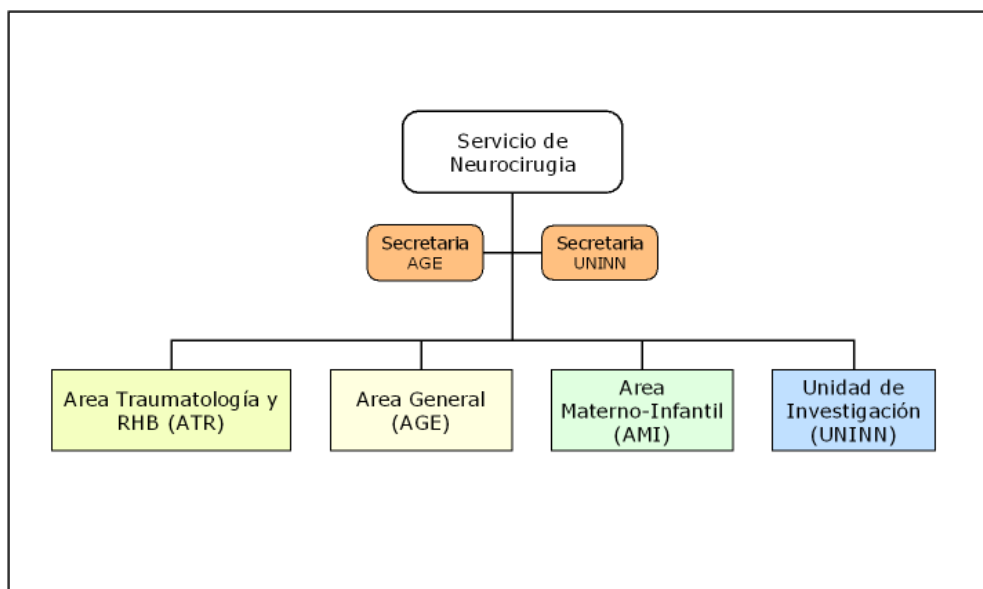 Servicio de
Neurocirugia
Secretaria
AGE
Secretaria
UNINN
Area Traumatología y
RHB (ATR)
Area General
(AGE)
Area
Materno-Infantil
(AMI)
Unidad de
Investigación
(UNINN)